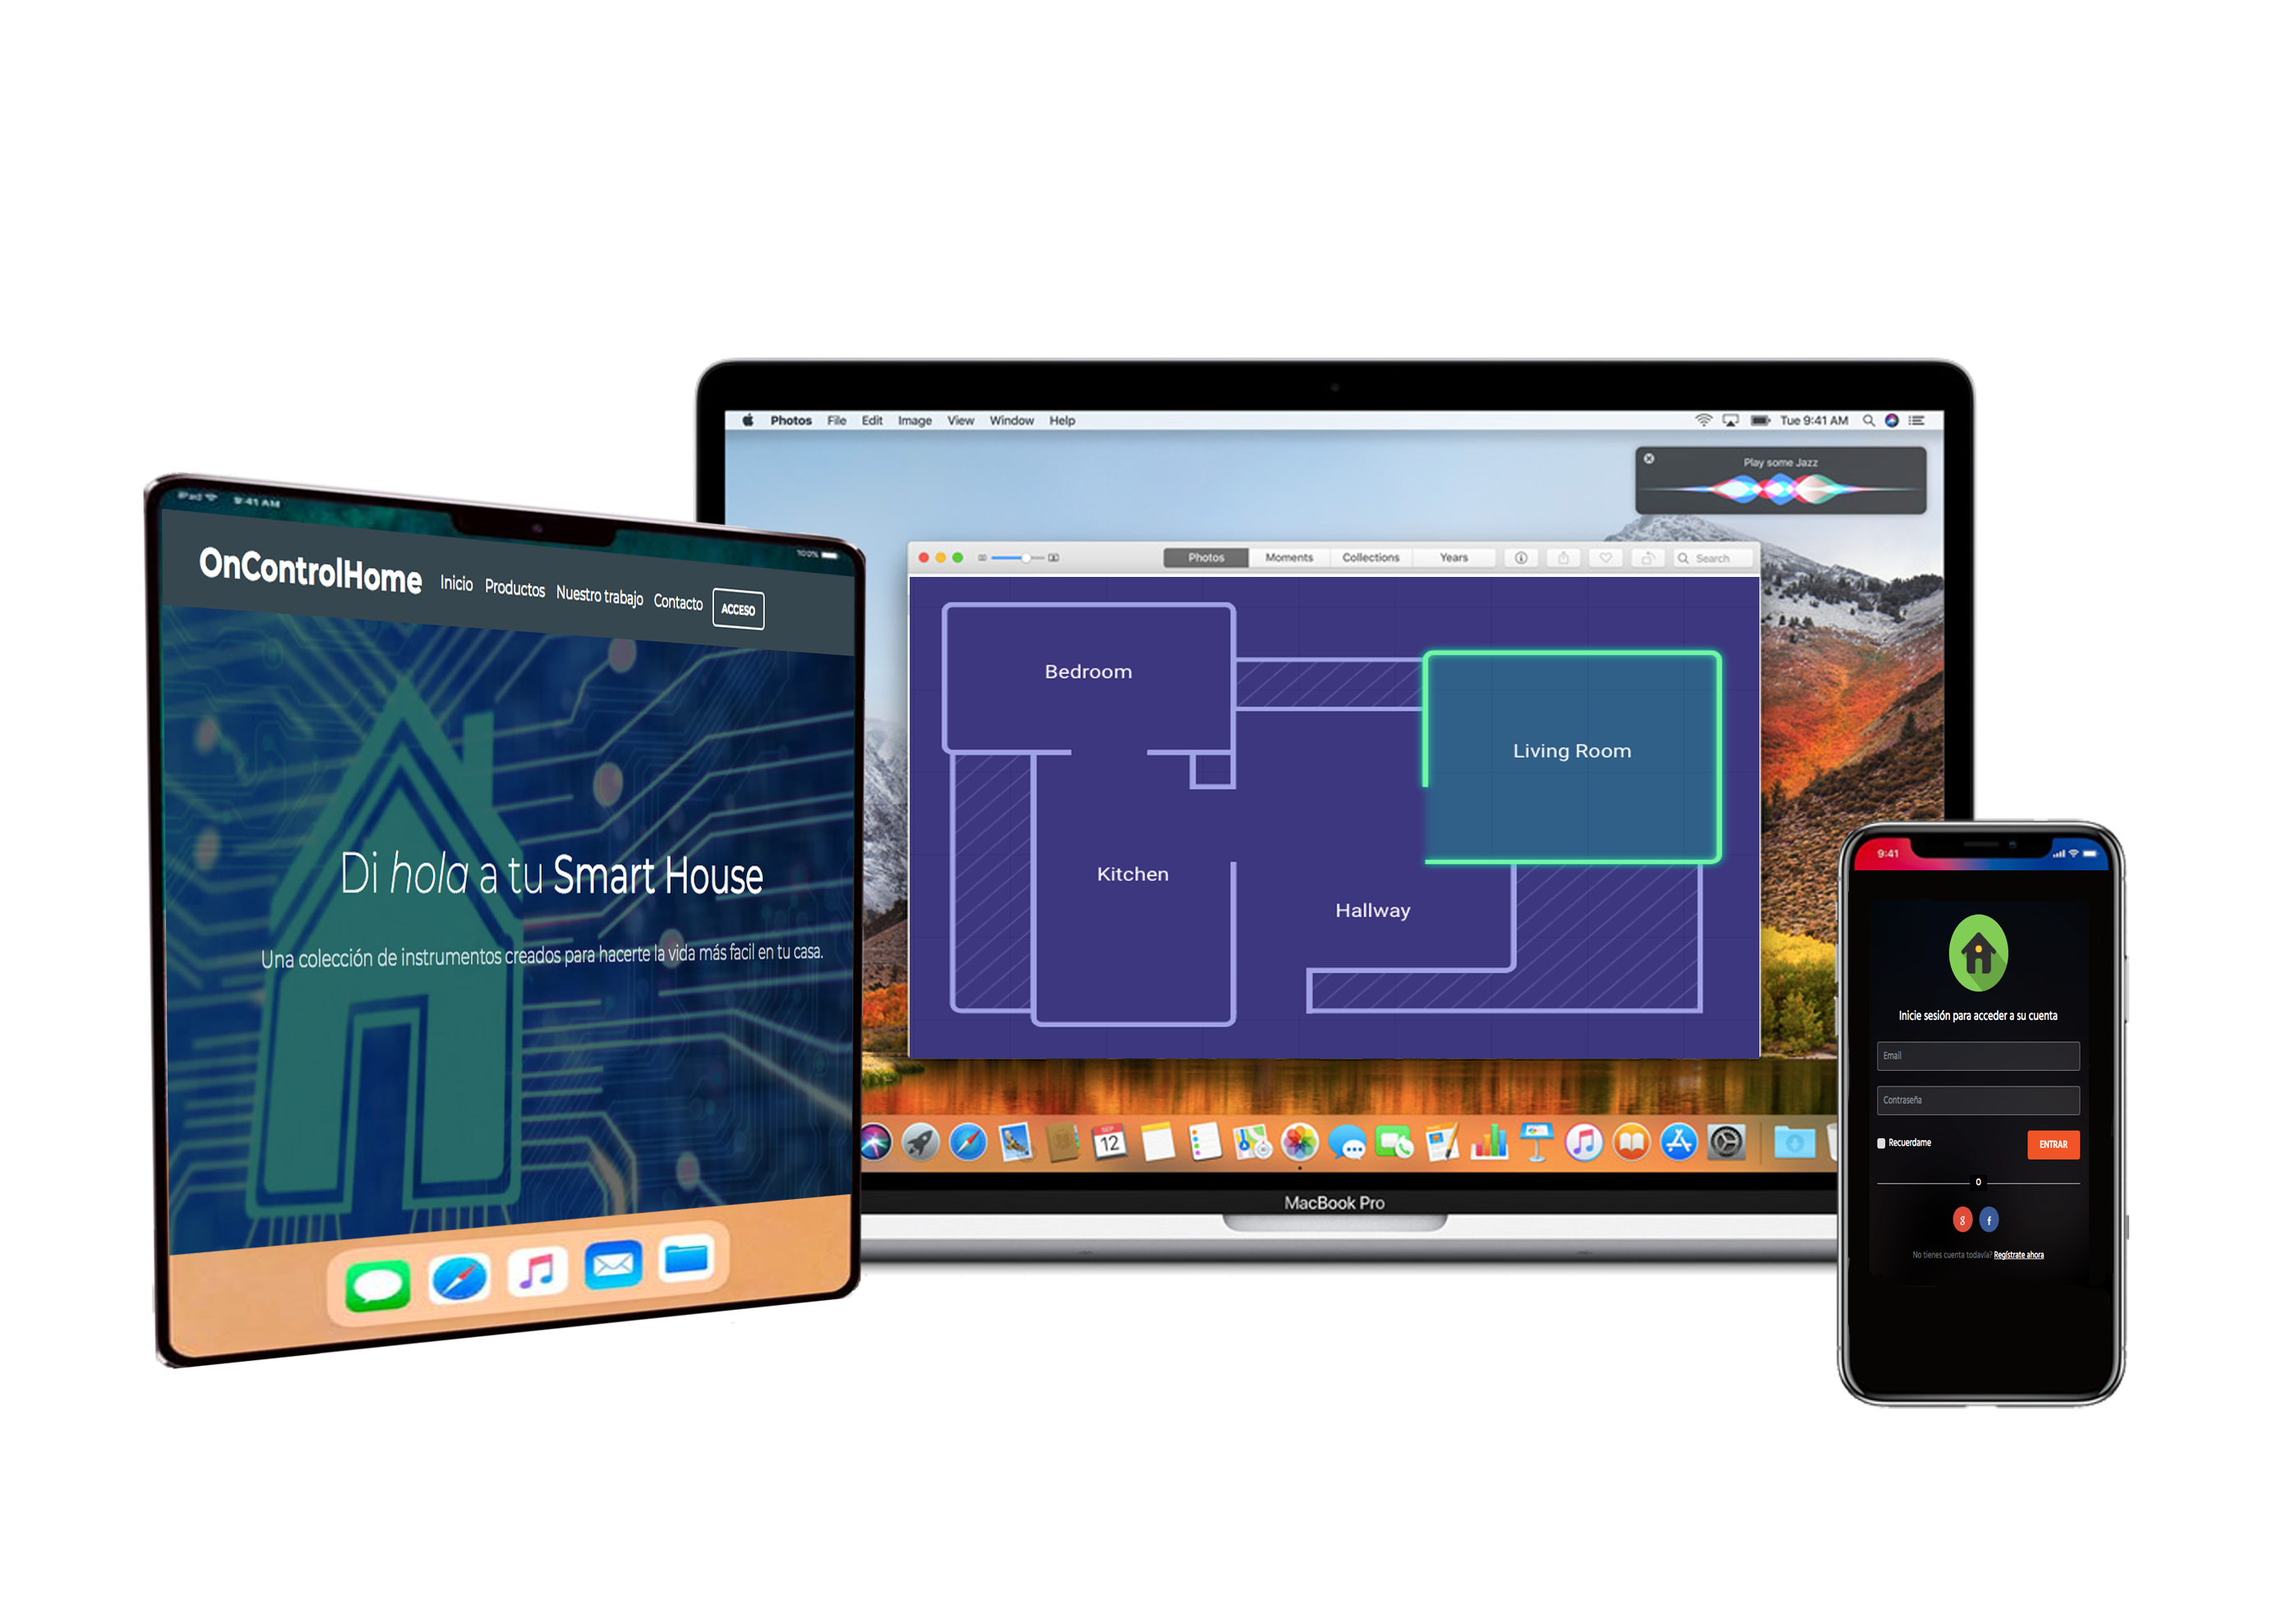 Photos File Edit Image View Window Help
Tue 9:41 AM
Play some Jazz
Photos Moments Collections Years Search
Bedroom
Living Room
Kitchen
Hallway
SEP
12
MacBook Pro
iPad 9:41 AM
100%
OnControlHome Inicio Productos Nuestro trabajo Contacto ACCESO
Di hola a tu Smart House
Una colección de instrumentos creados para hacerte la vida más facil en tu casa.
9:41
Inicie sesión para acceder a su cuenta
Email
Contraseña
Recuerdame ENTRAR
O
g f
No tienes cuenta todavía? Regístrate ahora